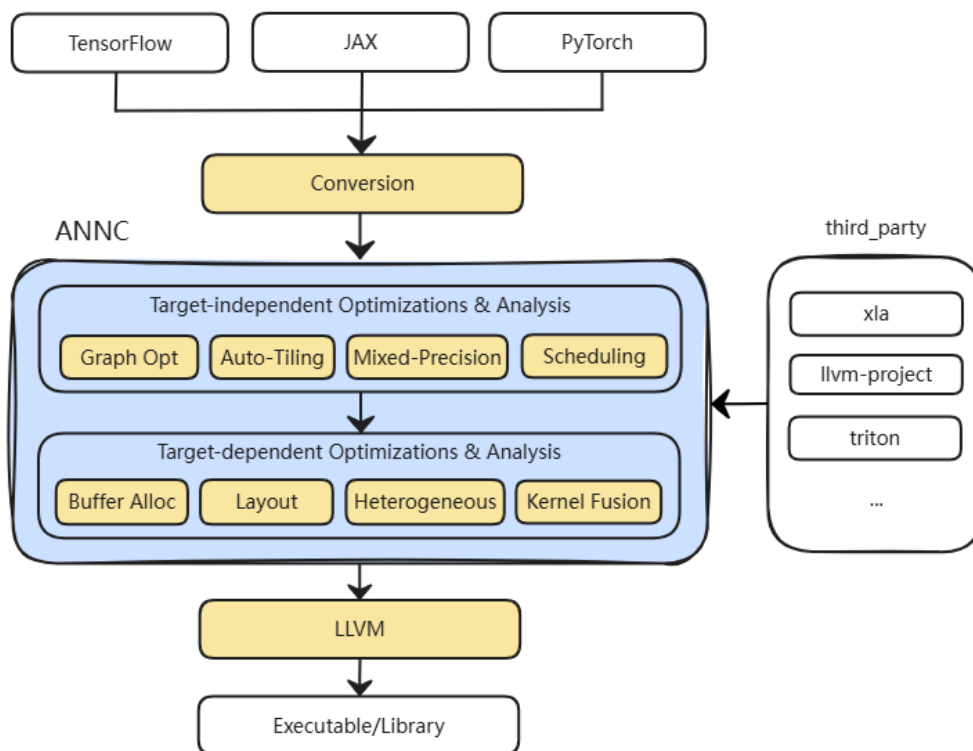 TensorFlow
JAX
PyTorch
Conversion
ANNC
third_party
Target-independent Optimizations & Analysis
Graph Opt
Auto-Tiling
Mixed-Precision
Scheduling
Target-dependent Optimizations & Analysis
Buffer Alloc
Layout
Heterogeneous
Kernel Fusion
xla
llvm-project
triton
...
LLVM
Executable/Library